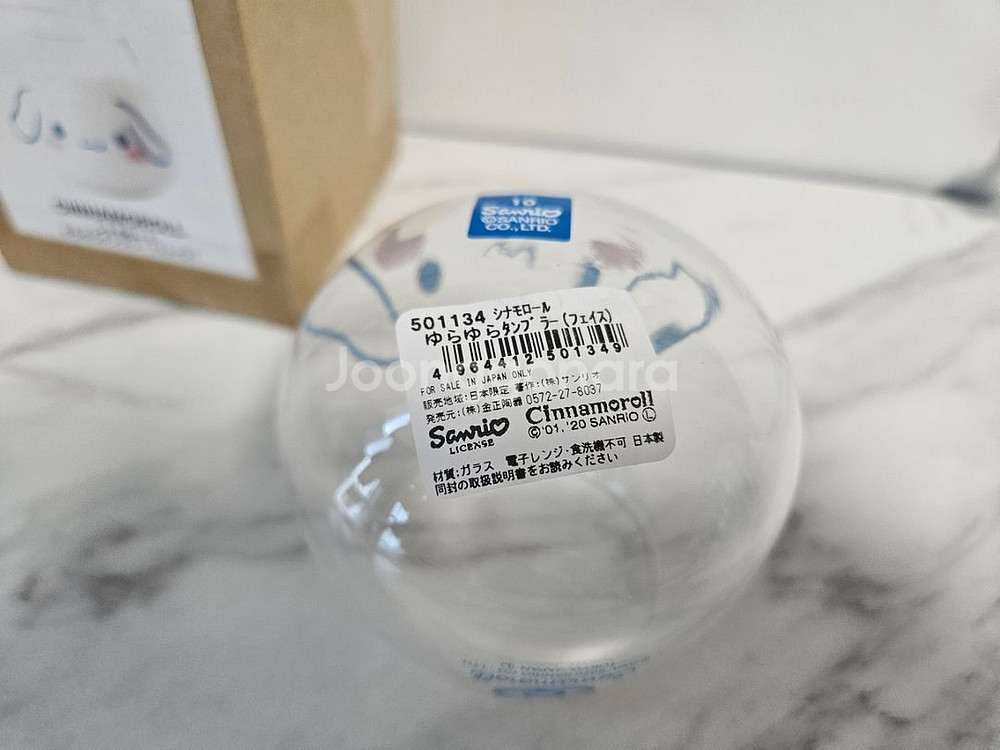 CINNAMOROLL
10
Sanrio
©SANRIO
CO.,LTD.
501134 シナモロール
ゆらゆらタンブラー(フェイス)
4 964412 501349
FOR SALE IN JAPAN ONLY
販売地域:日本限定 著作:(株)サンリオ
発売元:(株)金正陶器 0572-27-8037
Sanrio
LICENSE
Cinnamoroll
©'01,'20 SANRIO Ⓛ
材質:ガラス 電子レンジ・食洗機不可 日本製
同封の取扱説明書をお読みください